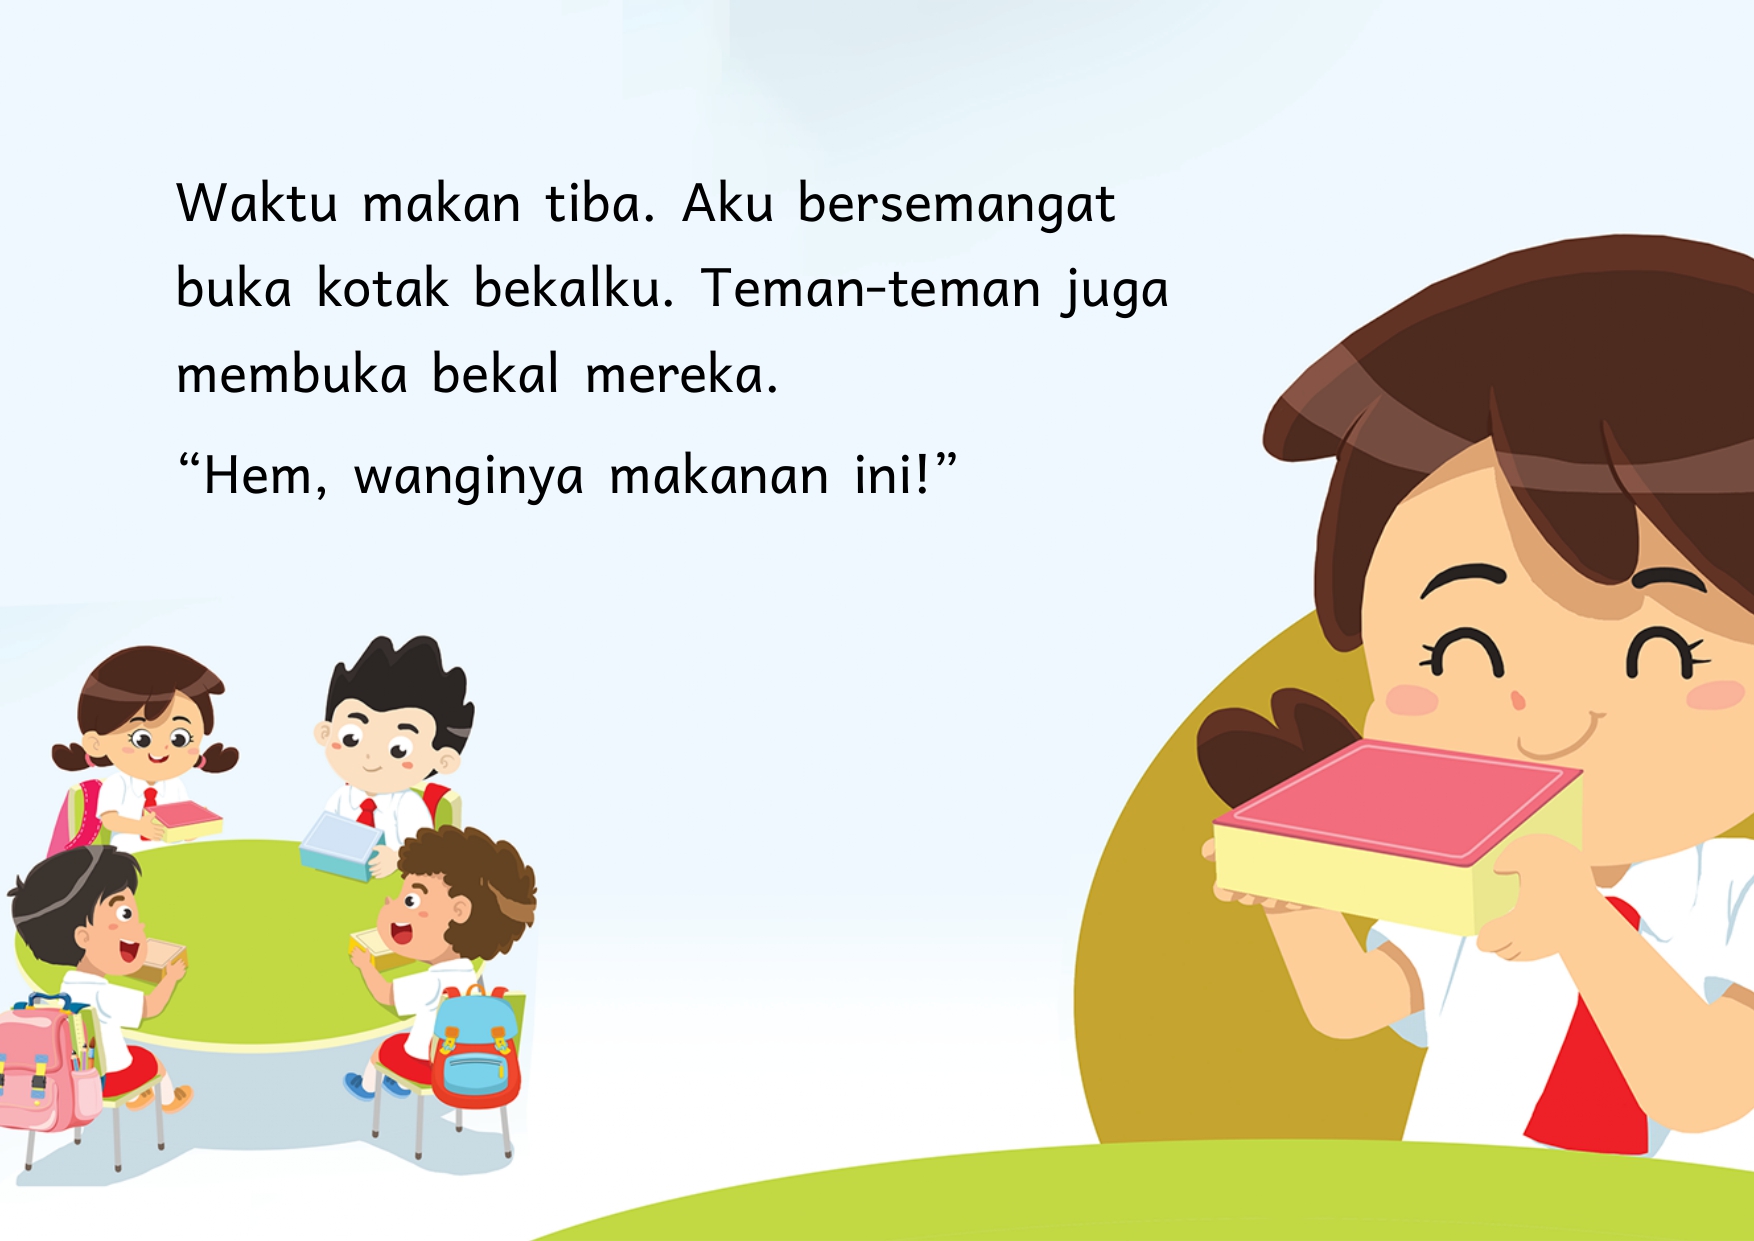 Waktu makan tiba. Aku bersemangat
buka kotak bekalku. Teman-teman juga
membuka bekal mereka.
“Hem, wanginya makanan ini!”